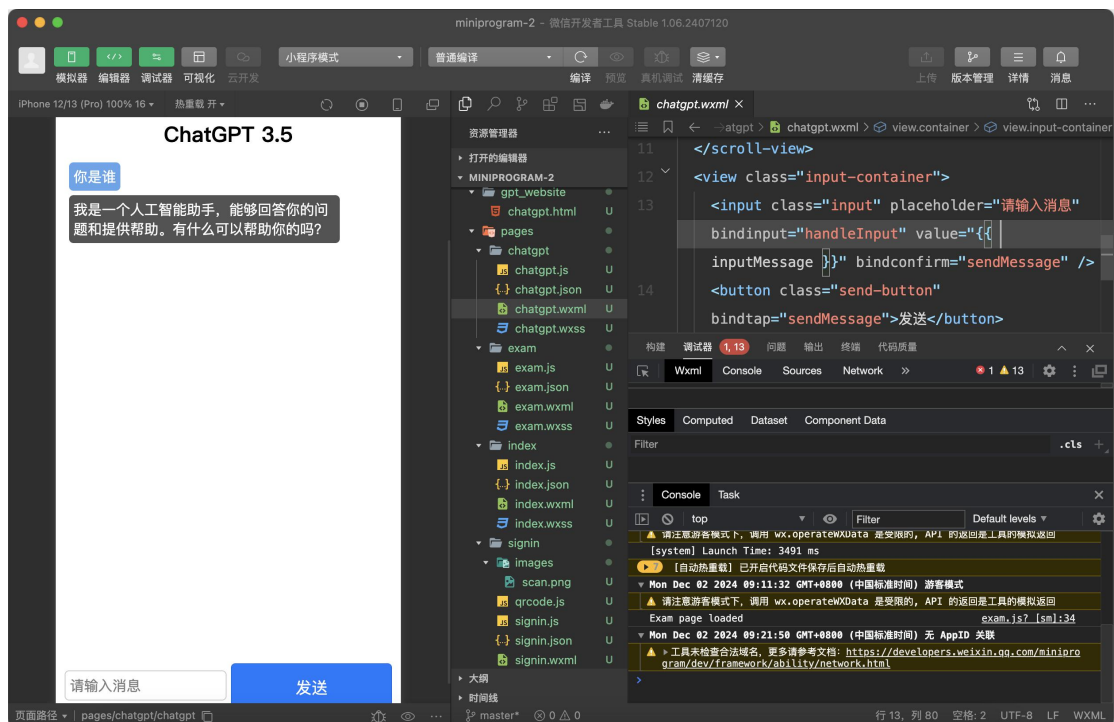 miniprogram-2 - 微信开发者工具 Stable 1.06.2407120
模拟器 编辑器 调试器 可视化 云开发
小程序模式
普通编译
编译 预览 真机调试 清缓存
上传 版本管理 详情 消息
iPhone 12/13 (Pro) 100% 16
热重载 开
ChatGPT 3.5
你是谁
我是一个人工智能助手，能够回答你的问
题和提供帮助。有什么可以帮助你的吗？
请输入消息
发送
页面路径 pages/chatgpt/chatgpt
资源管理器 ...
打开的编辑器
MINIPROGRAM-2
gpt_website
chatgpt.html U
pages
chatgpt
chatgpt.js U
{..} chatgpt.json U
chatgpt.wxml U
chatgpt.wxss U
exam
exam.js U
{..} exam.json U
exam.wxml U
exam.wxss U
index
index.js U
{..} index.json U
index.wxml U
index.wxss U
signin
images
scan.png U
qrcode.js U
signin.js U
{..} signin.json U
signin.wxml U
大纲
时间线
master* 0 0
chatgpt.wxml
atgpt > chatgpt.wxml > view.container > view.input-container
11 </scroll-view>
12 <view class="input-container">
13 <input class="input" placeholder="请输入消息"
bindinput="handleInput" value="{{
inputMessage }}" bindconfirm="sendMessage" />
14 <button class="send-button"
bindtap="sendMessage">发送</button>
构建 调试器 1, 13 问题 输出 终端 代码质量
Wxml Console Sources Network » 1 13
Styles Computed Dataset Component Data
Filter .cls +
Console Task
top Filter Default levels
请注意游客模式下，调用 wx.operateWXData 是受限的, API 的返回是工具的模拟返回
[system] Launch Time: 3491 ms
7 [自动热重载] 已开启代码文件保存后自动热重载
Mon Dec 02 2024 09:11:32 GMT+0800 (中国标准时间) 游客模式
请注意游客模式下，调用 wx.operateWXData 是受限的, API 的返回是工具的模拟返回
Exam page loaded exam.js? [sm]:34
Mon Dec 02 2024 09:21:50 GMT+0800 (中国标准时间) 无 AppID 关联
工具未检查合法域名，更多请参考文档: https://developers.weixin.qq.com/minipro
gram/dev/framework/ability/network.html
行 13，列 80 空格: 2 UTF-8 LF WXML